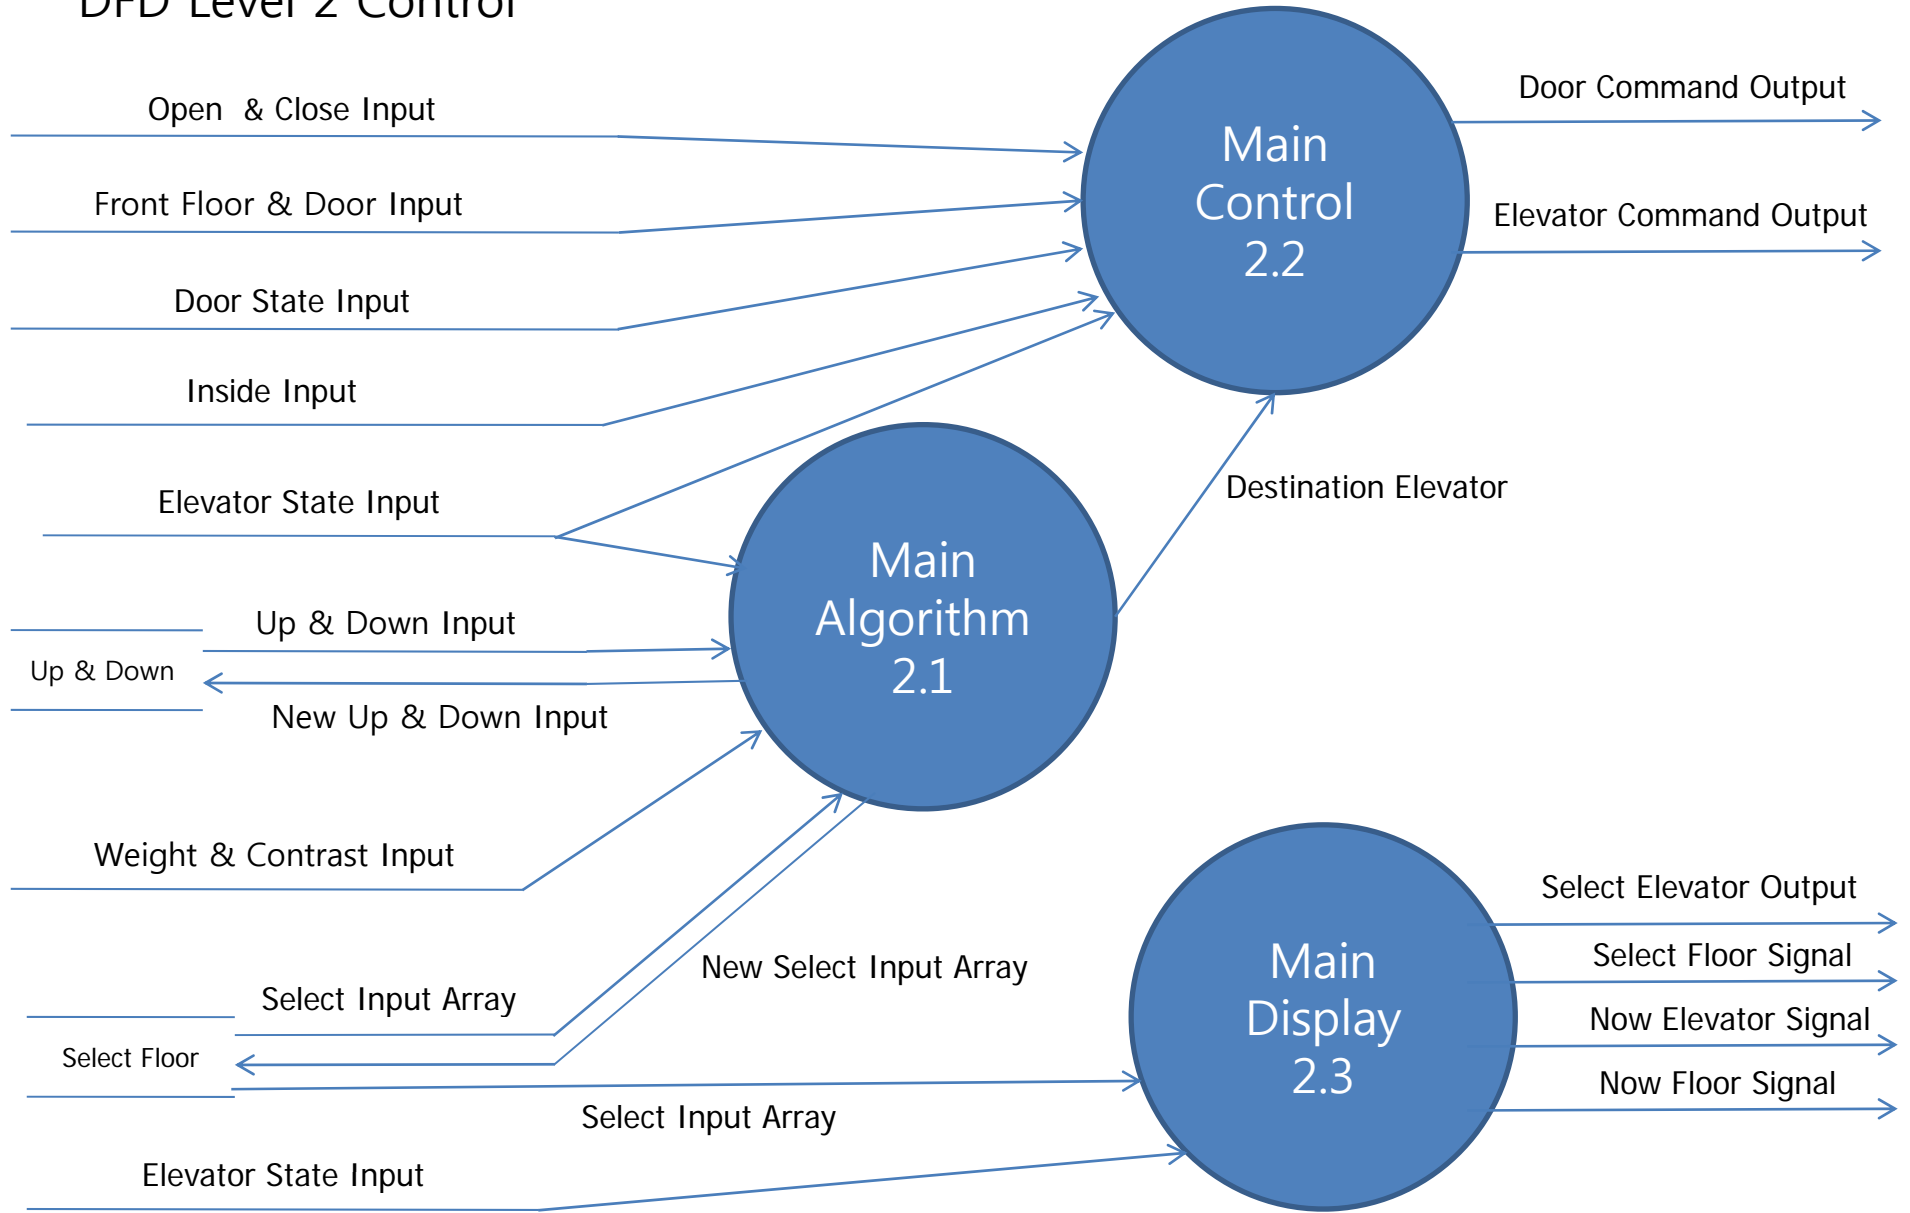 DFD Level 2 Control
Open & Close Input
Front Floor & Door Input
Door State Input
Inside Input
Elevator State Input
Up & Down Input
Up & Down
New Up & Down Input
Weight & Contrast Input
Select Input Array
New Select Input Array
Select Floor
Select Input Array
Elevator State Input
Main
Control
2.2
Door Command Output
Elevator Command Output
Destination Elevator
Main
Algorithm
2.1
Main
Display
2.3
Select Elevator Output
Select Floor Signal
Now Elevator Signal
Now Floor Signal